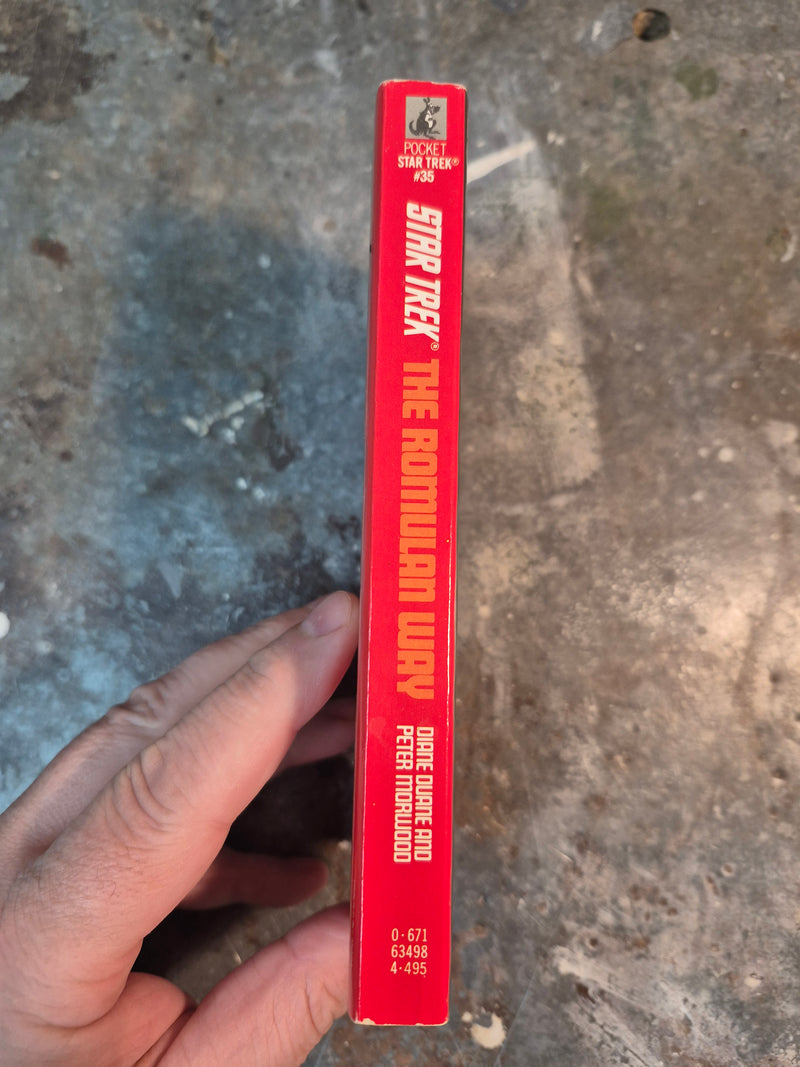 POCKET
STAR TREK®
#35
STAR TREK®
THE ROMULAN WAY
DIANE DUANE AND
PETER MORWOOD
0-671
63498
4-495